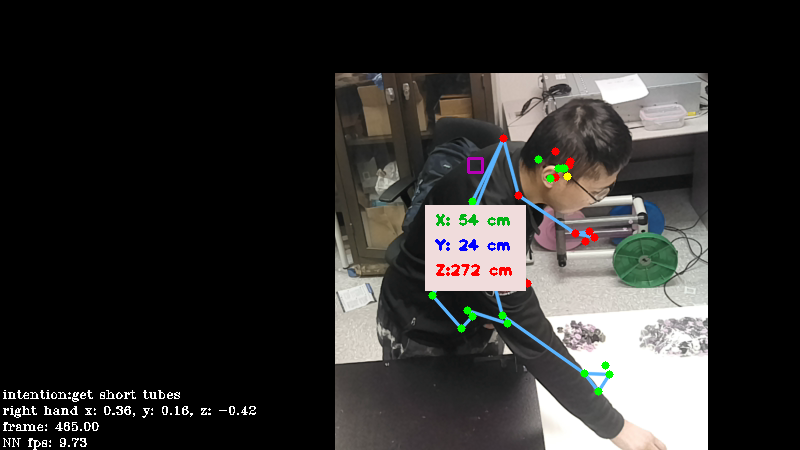 X: 54 cm
Y: 24 cm
Z:272 cm
intention:get short tubes
right hand x: 0.36, y: 0.16, z: -0.42
frame: 465.00
NN fps: 9.73